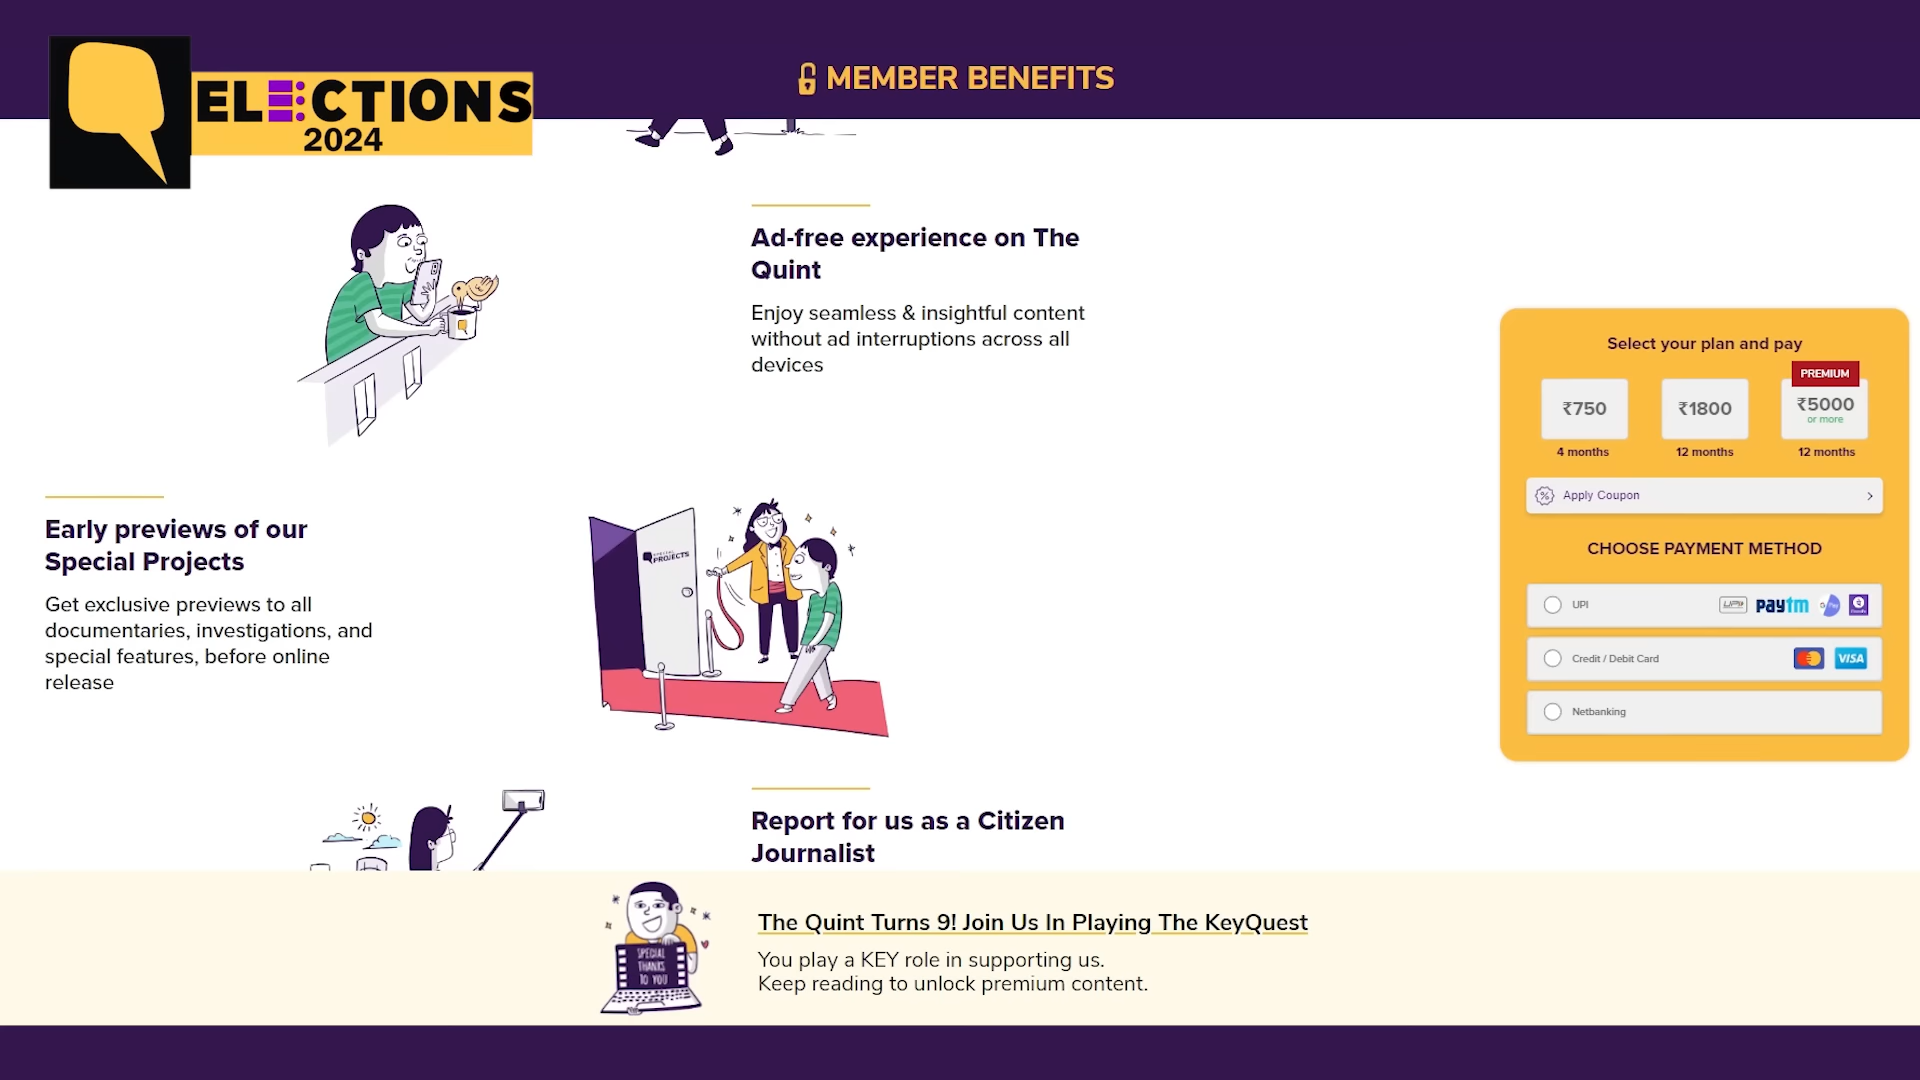 ELECTIONS
2024
MEMBER BENEFITS
Ad-free experience on The
Quint
Enjoy seamless & insightful content
without ad interruptions across all
devices
Early previews of our
Special Projects
Get exclusive previews to all
documentaries, investigations, and
special features, before online
release
SPECIAL
PROJECTS
Report for us as a Citizen
Journalist
Select your plan and pay
PREMIUM
₹750
₹1800
₹5000
or more
4 months
12 months
12 months
Apply Coupon
CHOOSE PAYMENT METHOD
UPI
UPI paytm Pay
Credit / Debit Card
VISA
Netbanking
SPECIAL
THANKS
TO YOU
The Quint Turns 9! Join Us In Playing The KeyQuest
You play a KEY role in supporting us.
Keep reading to unlock premium content.